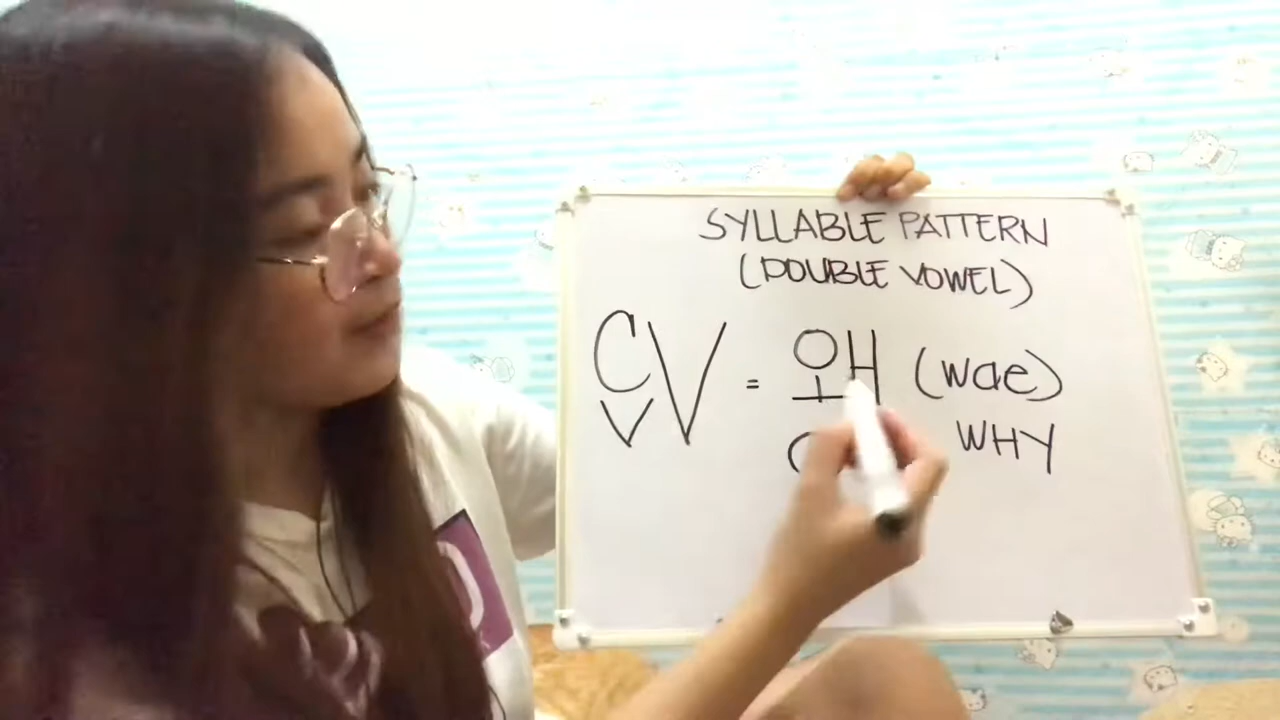 SYLLABLE PATTERN
(DOUBLE VOWEL)
CV = 왜 (wae)
V C WHY